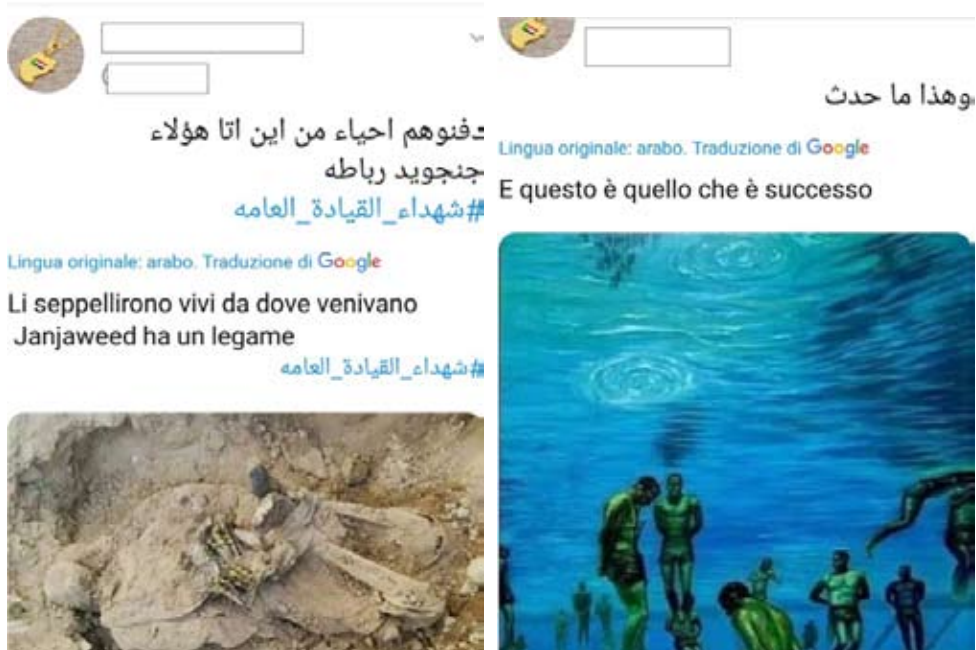 دفنوهم احياء من اين اتا هؤلاء
جنجويد رباطه
#شهداء_القيادة_العامه
Lingua originale: arabo. Traduzione di Google
Li seppellirono vivi da dove venivano
Janjaweed ha un legame
#شهداء_القيادة_العامه
وهذا ما حدث
Lingua originale: arabo. Traduzione di Google
E questo è quello che è successo